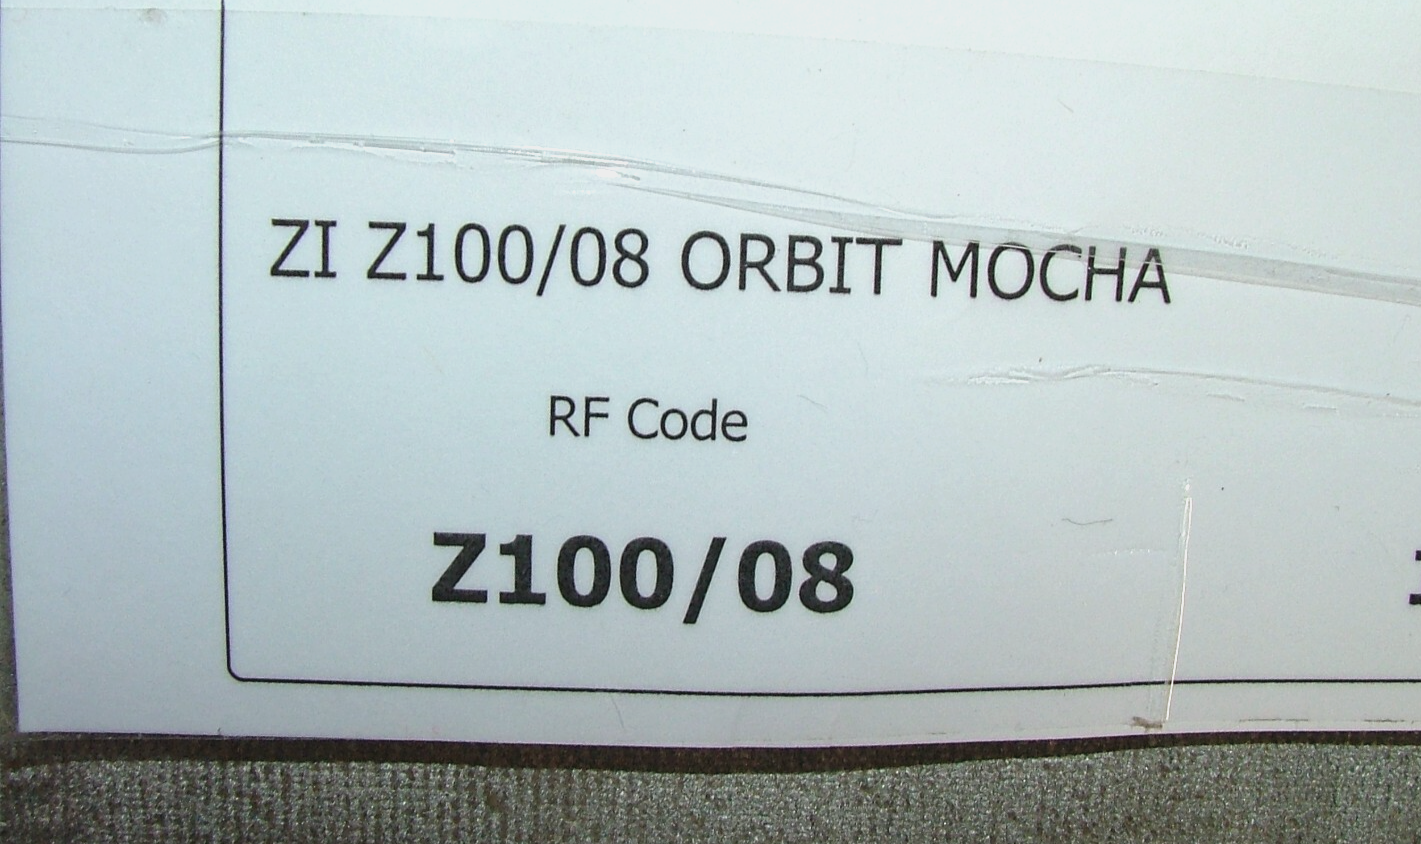 ZI Z100/08 ORBIT MOCHA
RF Code
Z100/08